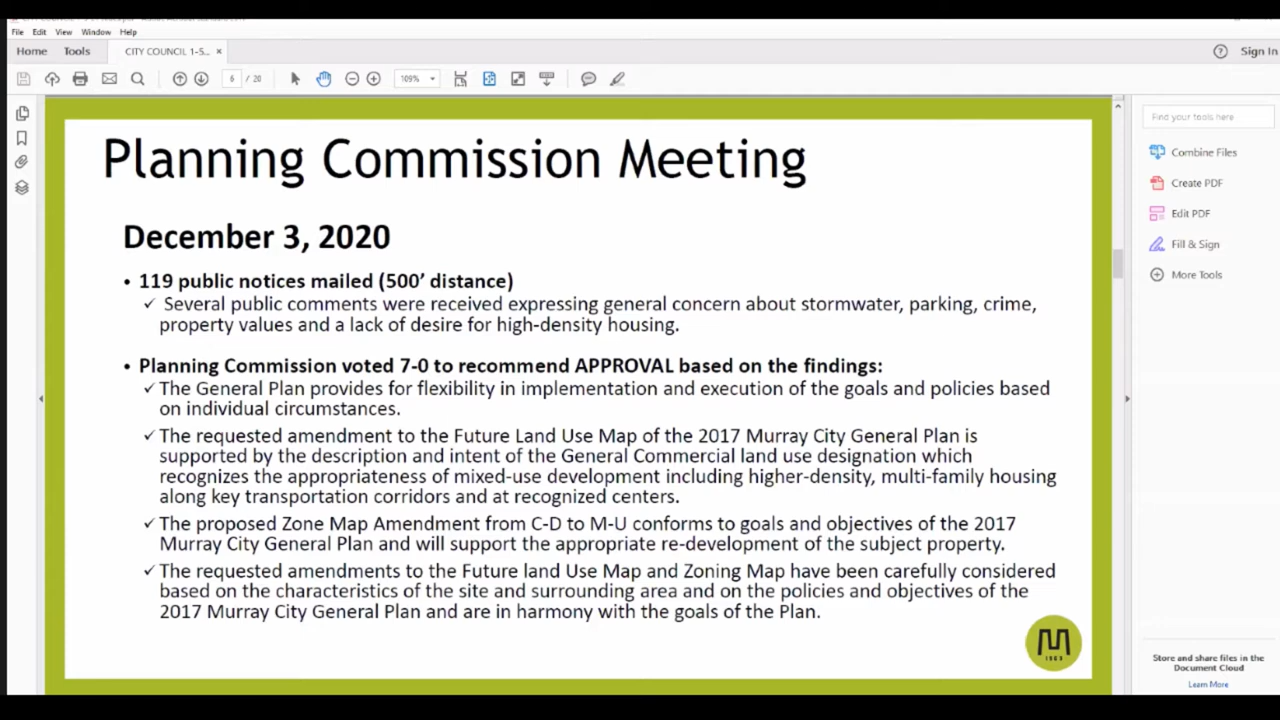 File Edit View Window Help
Home Tools CITY COUNCIL 1-5... × Sign In
6 / 20 109%
Find your tools here
Combine Files
Create PDF
Edit PDF
Fill & Sign
More Tools
Planning Commission Meeting
December 3, 2020
• 119 public notices mailed (500’ distance)
✓ Several public comments were received expressing general concern about stormwater, parking, crime,
property values and a lack of desire for high-density housing.
• Planning Commission voted 7-0 to recommend APPROVAL based on the findings:
✓ The General Plan provides for flexibility in implementation and execution of the goals and policies based
on individual circumstances.
✓ The requested amendment to the Future Land Use Map of the 2017 Murray City General Plan is
supported by the description and intent of the General Commercial land use designation which
recognizes the appropriateness of mixed-use development including higher-density, multi-family housing
along key transportation corridors and at recognized centers.
✓ The proposed Zone Map Amendment from C-D to M-U conforms to goals and objectives of the 2017
Murray City General Plan and will support the appropriate re-development of the subject property.
✓ The requested amendments to the Future land Use Map and Zoning Map have been carefully considered
based on the characteristics of the site and surrounding area and on the policies and objectives of the
2017 Murray City General Plan and are in harmony with the goals of the Plan.
Store and share files in the
Document Cloud
Learn More